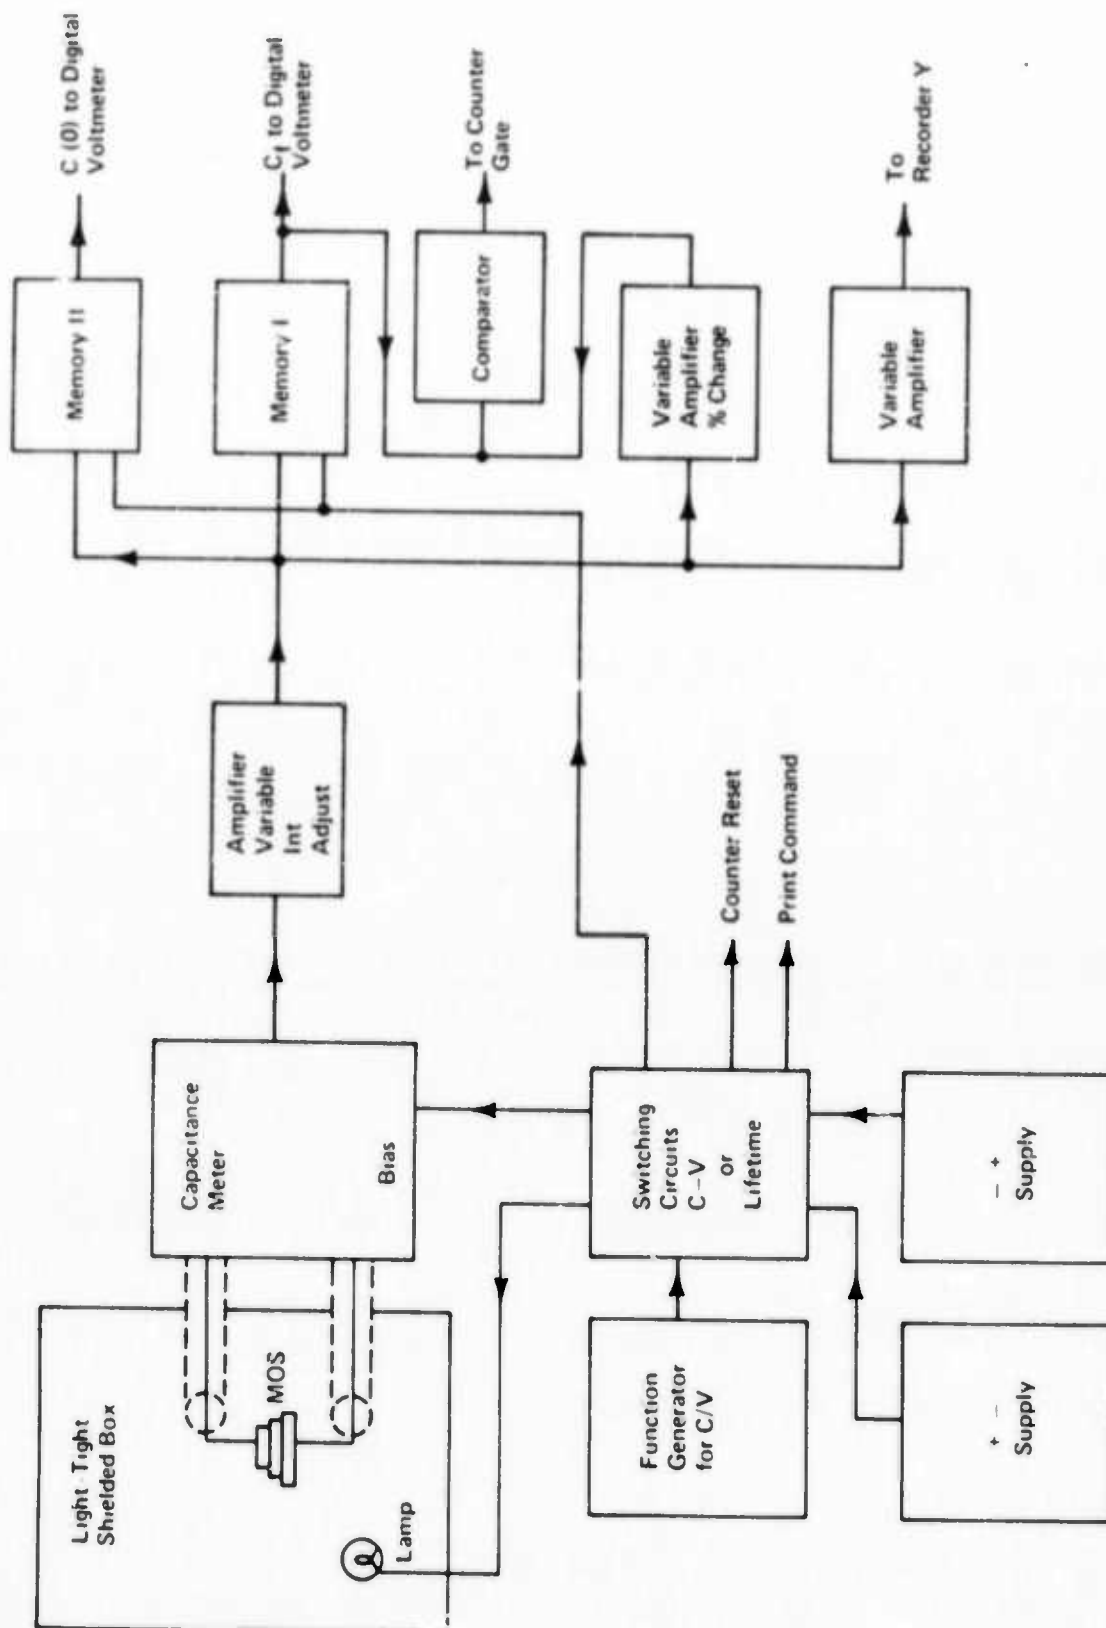 Light-Tight
Shielded Box
MOS
Lamp
Capacitance
Meter
Bias
Function
Generator
for C/V
Switching
Circuits
C-V
or
Lifetime
+ -
Supply
- +
Supply
Counter Reset
Print Command
Amplifier
Variable
Int
Adjust
Memory II
C (0) to Digital
Voltmeter
Memory I
Cf to Digital
Voltmeter
Comparator
To Counter
Gate
Variable
Amplifier
% Change
Variable
Amplifier
To
Recorder Y